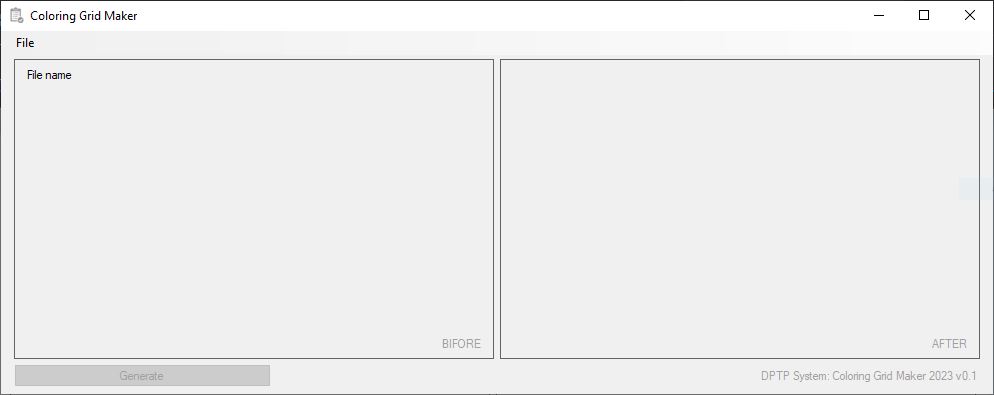 Coloring Grid Maker
File
File name
BIFORE
AFTER
Generate
DPTP System: Coloring Grid Maker 2023 v0.1